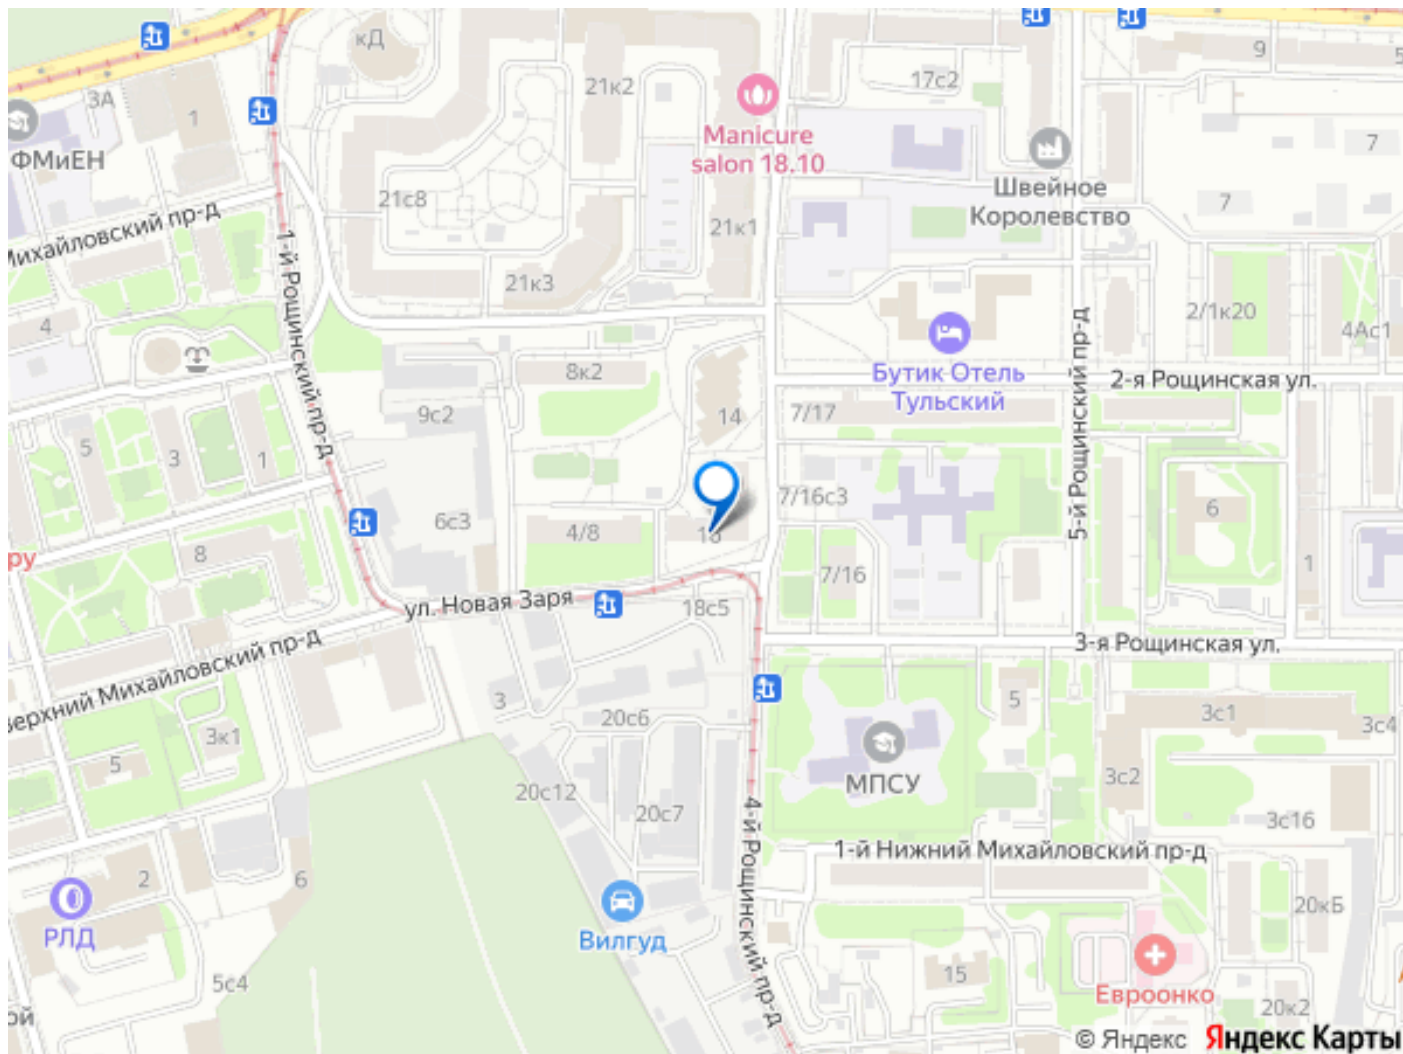 кД
21к2
17с2
9
5
3А
1
Manicure
salon 18.10
7
ФМиЕН
Швейное
Королевство
21с8
7
Михайловский пр-д
21к1
1-й Рощинский пр-д
21к3
2/1к20
4
4Ас1
8к2
Бутик Отель
Тульский
5-й Рощинский пр-д
2-я Рощинская ул.
9с2
14
7/17
5
3
1
7/16с3
6
6с3
4/8
8
ру
7/16
1
ул. Новая Заря
18с5
3-я Рощинская ул.
верхний Михайловский пр-д
3
5
20с6
3с1
3с4
3к1
5
МПСУ
3с2
20с12
20с7
3с16
4-й Рощинский пр-д
1-й Нижний Михайловский пр-д
2
6
20кБ
РЛД
Вилгуд
15
5с4
Евроонко
20к2
ой
© Яндекс Яндекс Карты